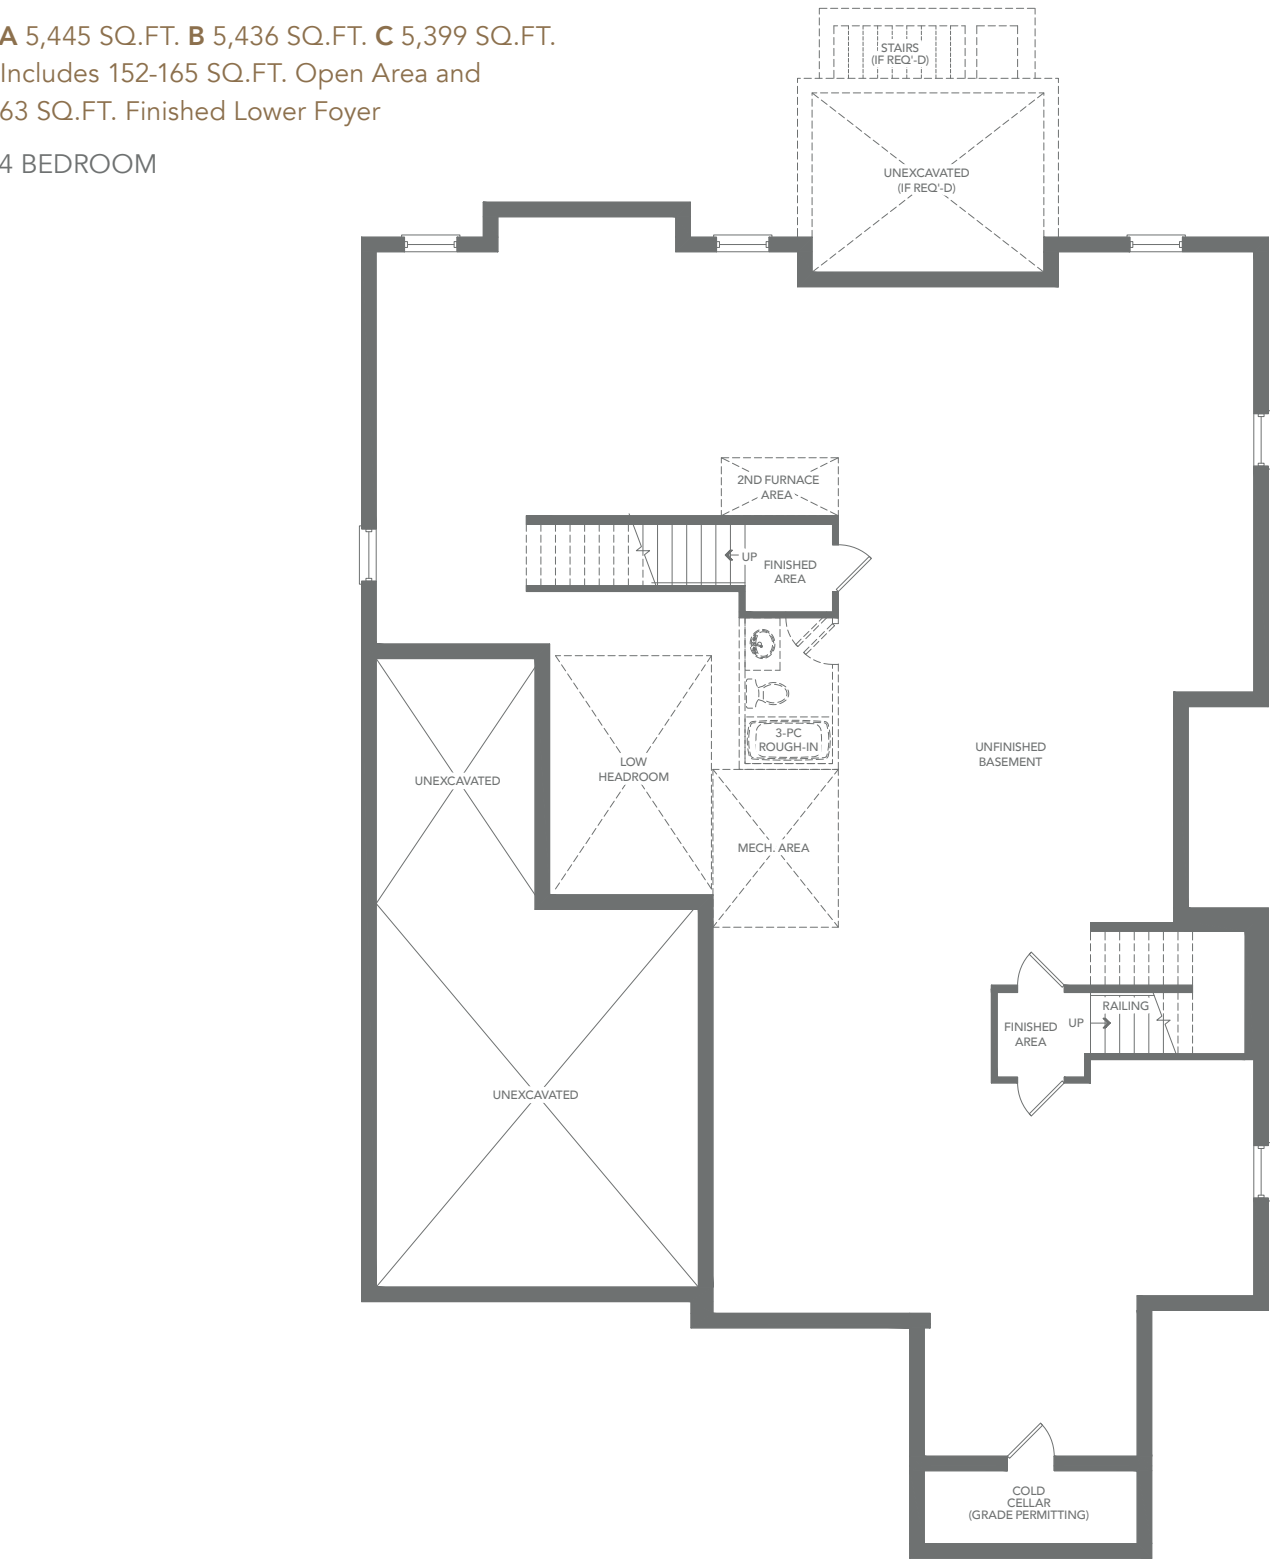 A 5,445 SQ.FT. B 5,436 SQ.FT. C 5,399 SQ.FT.
Includes 152-165 SQ.FT. Open Area and
63 SQ.FT. Finished Lower Foyer
4 BEDROOM
STAIRS
(IF REQ'-D)
UNEXCAVATED
(IF REQ'-D)
2ND FURNACE
AREA
UP
FINISHED
AREA
3-PC
ROUGH-IN
LOW
HEADROOM
UNEXCAVATED
UNFINISHED
BASEMENT
MECH. AREA
RAILING
UP
FINISHED
AREA
UNEXCAVATED
COLD
CELLAR
(GRADE PERMITTING)